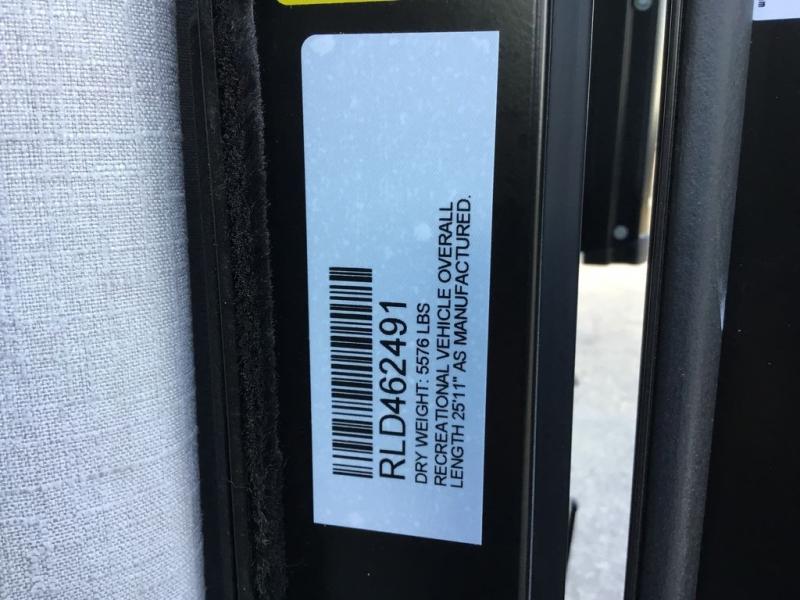 RLD462491
DRY WEIGHT: 5576 LBS
RECREATIONAL VEHICLE OVERALL
LENGTH 25'11" AS MANUFACTURED.